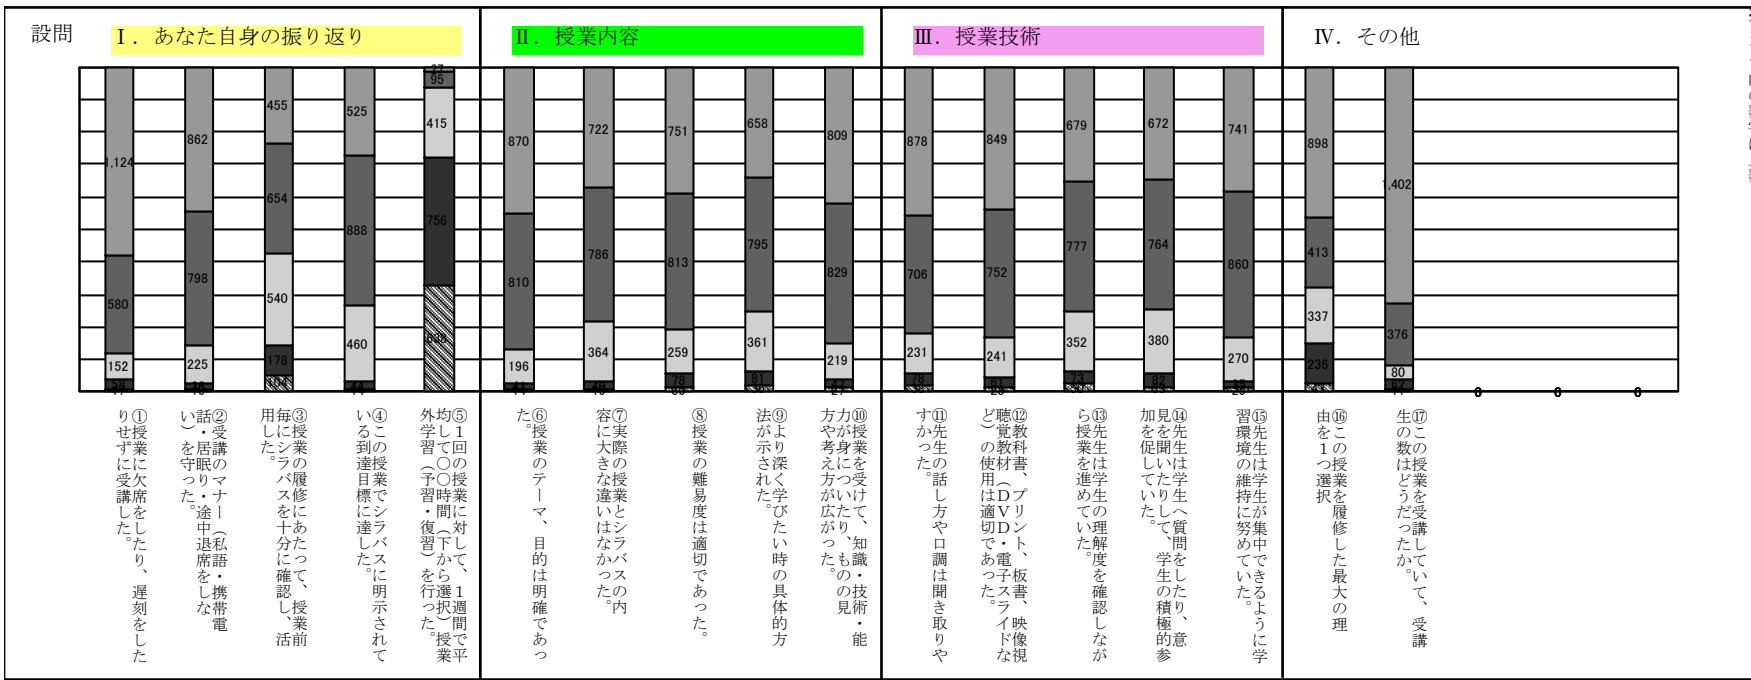 設問
Ⅰ．あなた自身の振り返り
Ⅱ．授業内容
Ⅲ．授業技術
Ⅳ．その他
1,124
580
152
862
798
225
455
654
540
178
104
525
888
460
27
95
415
756
870
810
196
722
786
364
751
813
259
78
658
795
361
81
809
829
219
878
706
231
78
849
752
241
61
679
777
352
73
672
764
380
82
741
860
270
898
413
337
236
1,402
376
80
62
0
0
0
①授業に欠席をしたり、遅刻をした
りせずに受講した。
②受講のマナー（私語・携帯電
話・居眠り・途中退席をしな
い）を守った。
③授業の履修にあたって、授業前
毎にシラバスを十分に確認し、活
用した。
④この授業でシラバスに明示されて
いる到達目標に達した。
⑤１回の授業に対して、１週間で平
均して〇〇時間（下から選択）授業
外学習（予習・復習）を行った。
⑥授業のテーマ、目的は明確であっ
た。
⑦実際の授業とシラバスの内
容に大きな違いはなかった。
⑧授業の難易度は適切であった。
⑨より深く学びたい時の具体的方
法が示された。
⑩授業を受けて、知識・技術・能
力が身についたり、ものの見
方や考え方が広がった。
⑪先生の話し方や口調は聞き取りや
すかった。
⑫教科書、プリント、板書、映像視
聴覚教材（ＤＶＤ・電子スライドな
ど）の使用は適切であった。
⑬先生は学生の理解度を確認しなが
ら授業を進めていた。
⑭先生は学生へ質問をしたり、意
見を聞いたりして、学生の積極的参
加を促していた。
⑮先生は学生が集中できるように学
習環境の維持に努めていた。
⑯この授業を履修した最大の理
由を１つ選択
⑰この授業を受講していて、受講
生の数はどうだったか。